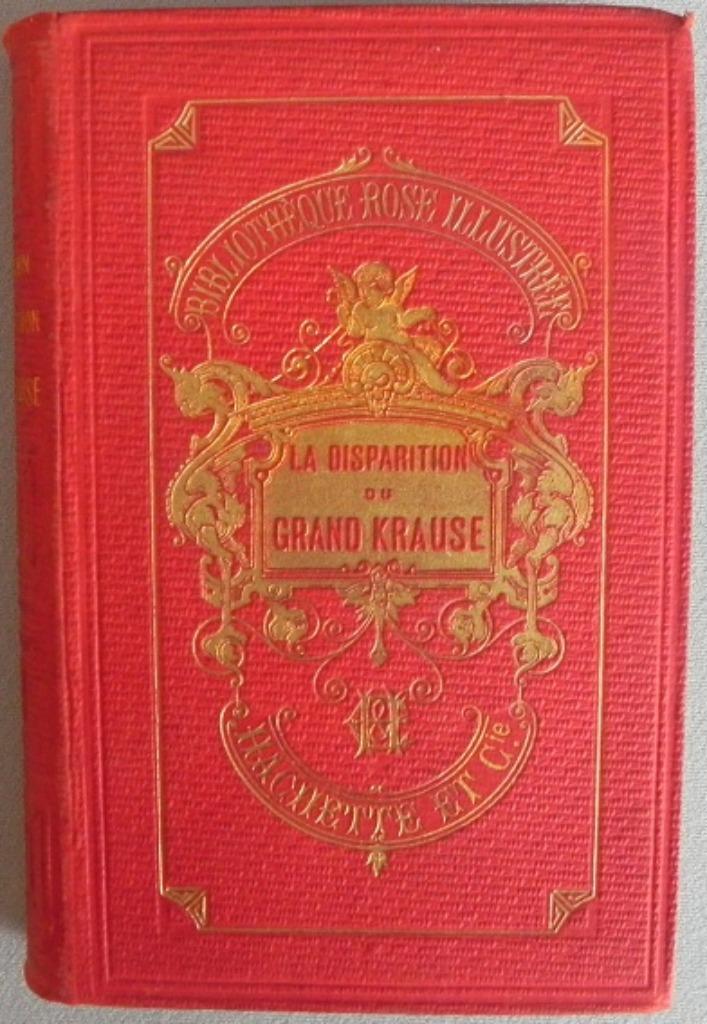 BIBLIOTHÈQUE ROSE ILLUSTRÉE
LA DISPARITION
DU
GRAND KRAUSE
HACHETTE ET Cie